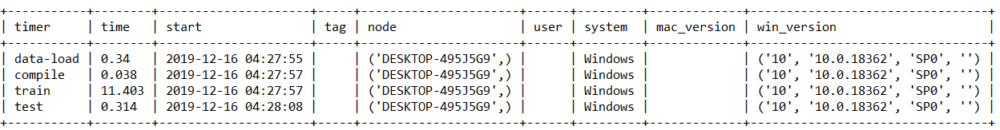 +-----------+--------+---------------------+-----+----------------------+------+---------+-------------+--------------------------------+
| timer     | time   | start               | tag | node                 | user | system  | mac_version | win_version                    |
+-----------+--------+---------------------+-----+----------------------+------+---------+-------------+--------------------------------+
| data-load | 0.34   | 2019-12-16 04:27:55 |     | ('DESKTOP-495J5G9',) |      | Windows |             | ('10', '10.0.18362', 'SP0', '') |
| compile   | 0.038  | 2019-12-16 04:27:57 |     | ('DESKTOP-495J5G9',) |      | Windows |             | ('10', '10.0.18362', 'SP0', '') |
| train     | 11.403 | 2019-12-16 04:27:57 |     | ('DESKTOP-495J5G9',) |      | Windows |             | ('10', '10.0.18362', 'SP0', '') |
| test      | 0.314  | 2019-12-16 04:28:08 |     | ('DESKTOP-495J5G9',) |      | Windows |             | ('10', '10.0.18362', 'SP0', '') |
+-----------+--------+---------------------+-----+----------------------+------+---------+-------------+--------------------------------+